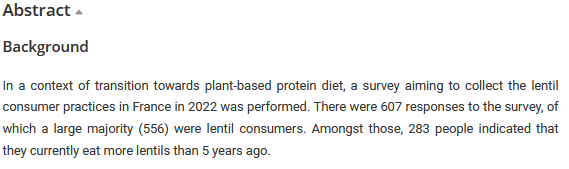 Abstract
Background
In a context of transition towards plant-based protein diet, a survey aiming to collect the lentil
consumer practices in France in 2022 was performed. There were 607 responses to the survey, of
which a large majority (556) were lentil consumers. Amongst those, 283 people indicated that
they currently eat more lentils than 5 years ago.